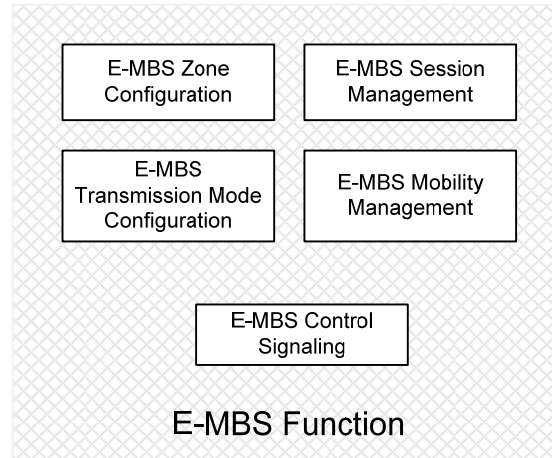 E-MBS Zone
Configuration
E-MBS Session
Management
E-MBS
Transmission Mode
Configuration
E-MBS Mobility
Management
E-MBS Control
Signaling
E-MBS Function